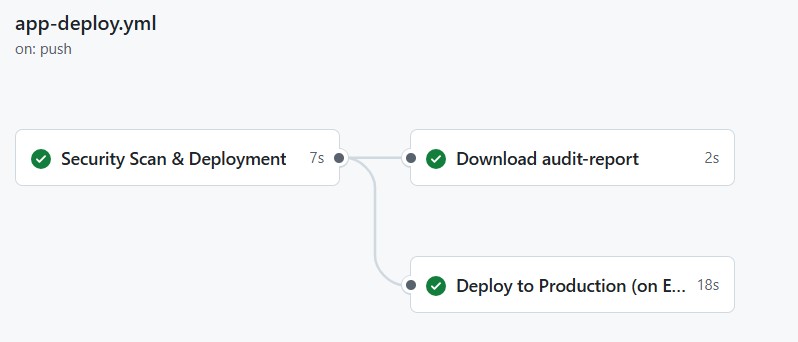 app-deploy.yml
on: push
Security Scan & Deployment 7s
Download audit-report 2s
Deploy to Production (on E... 18s